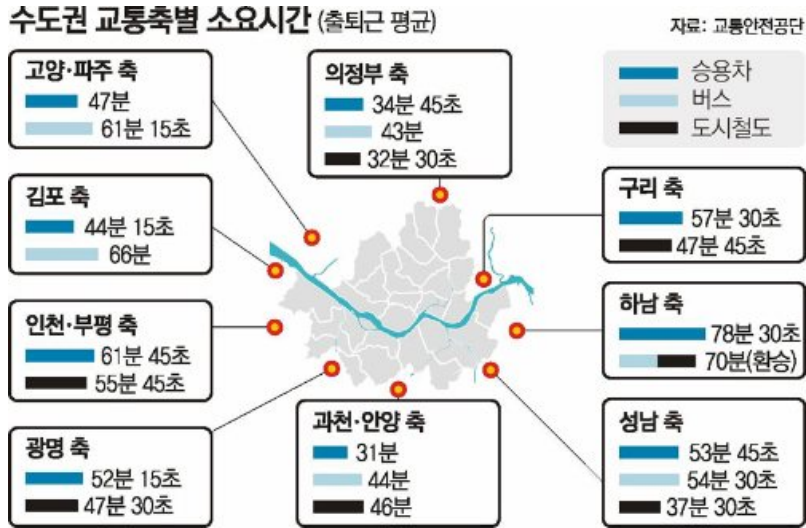 수도권 교통축별 소요시간 (출퇴근 평균)
자료: 교통안전공단
승용차
버스
도시철도
고양·파주 축
47분
61분 15초
의정부 축
34분 45초
43분
32분 30초
김포 축
44분 15초
66분
구리 축
57분 30초
47분 45초
인천·부평 축
61분 45초
55분 45초
하남 축
78분 30초
70분(환승)
광명 축
52분 15초
47분 30초
과천·안양 축
31분
44분
46분
성남 축
53분 45초
54분 30초
37분 30초